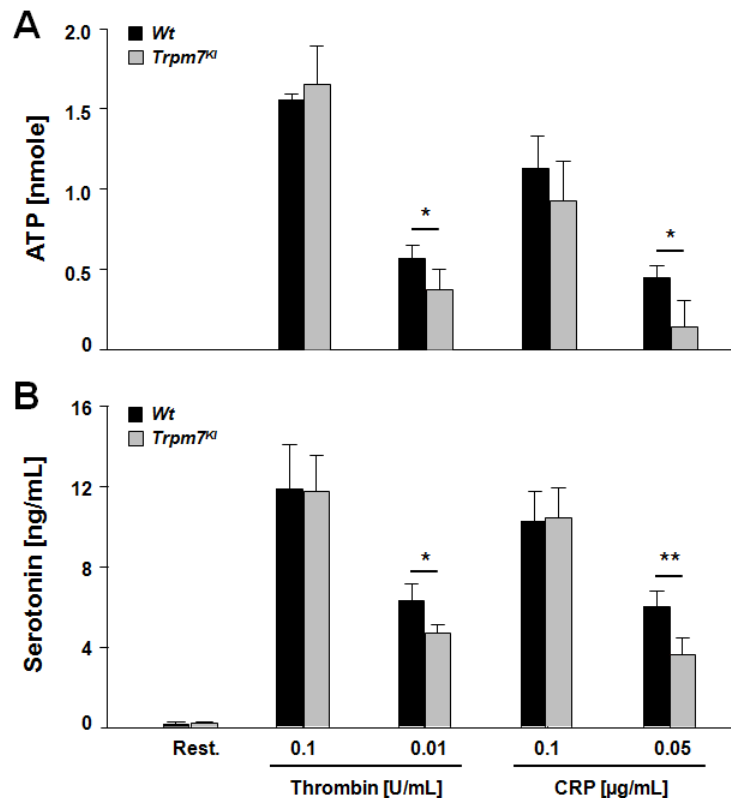 A
Wt
Trpm7KI
ATP [nmole]
2.0
1.5
1.0
0.5
0
*
*
B
Wt
Trpm7KI
Serotonin [ng/mL]
16
12
8
4
0
*
**
Rest. 0.1 0.01 0.1 0.05
Thrombin [U/mL] CRP [µg/mL]